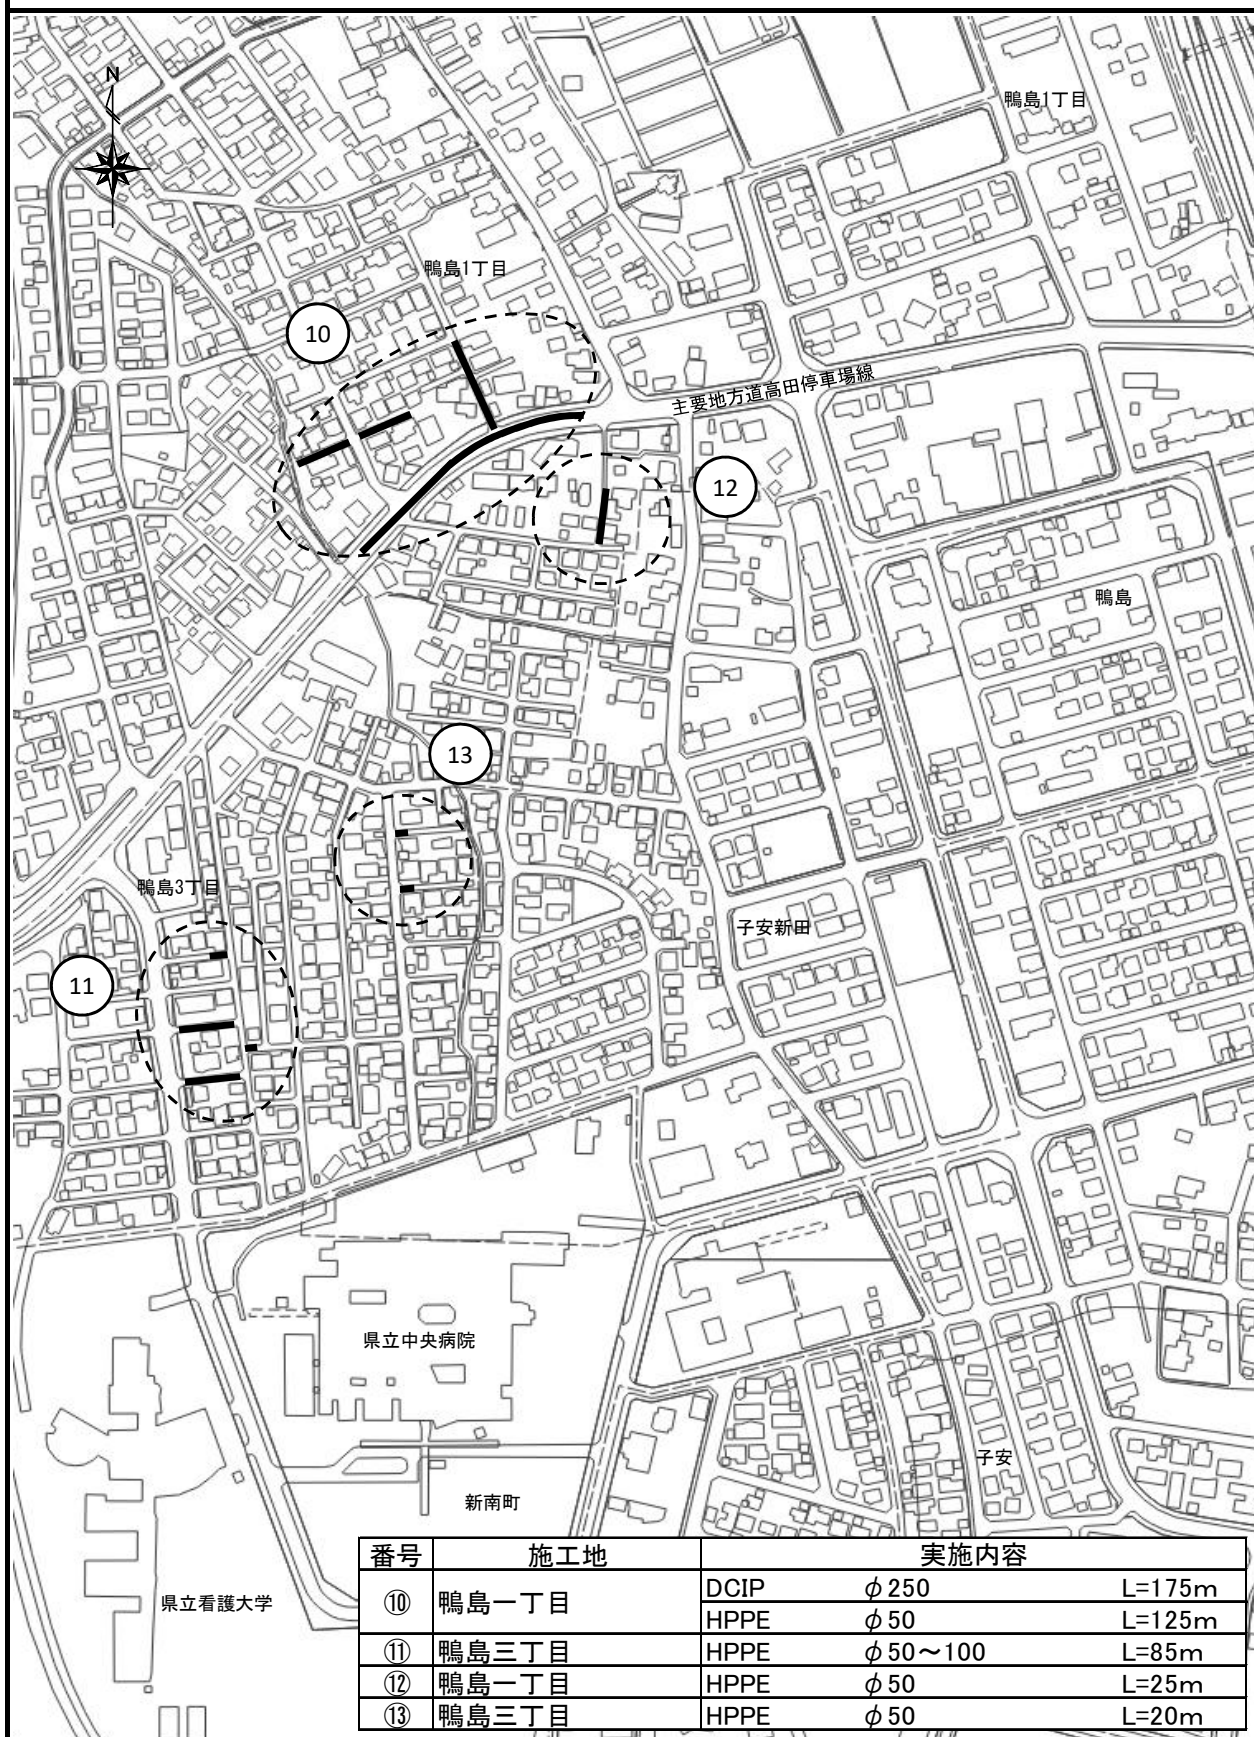 N
鴨島1丁目
鴨島1丁目
10
主要地方道高田停車場線
12
鴨島
13
鴨島3丁目
子安新田
11
県立中央病院
子安
新南町
県立看護大学
番号 施工地 実施内容
⑩ 鴨島一丁目 DCIP φ250 L=175m
HPPE φ50 L=125m
⑪ 鴨島三丁目 HPPE φ50～100 L=85m
⑫ 鴨島一丁目 HPPE φ50 L=25m
⑬ 鴨島三丁目 HPPE φ50 L=20m